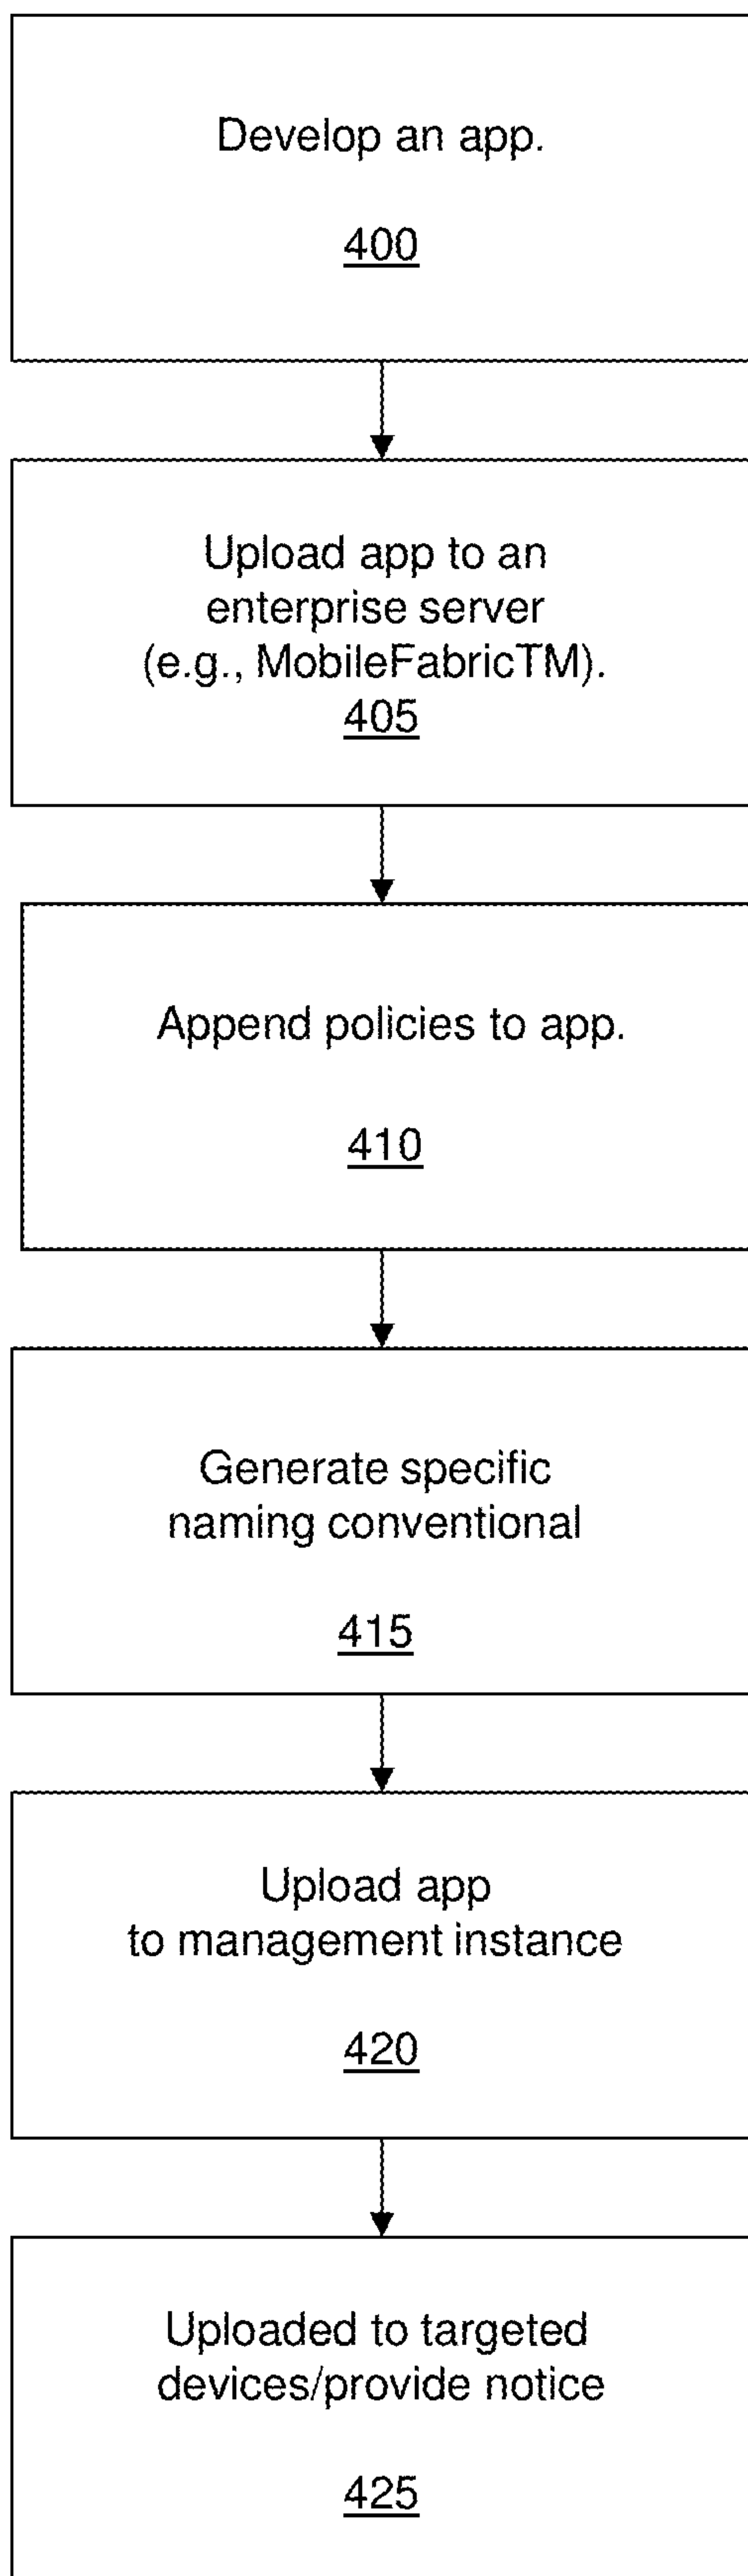 Develop an app.
400
Upload app to an
enterprise server
(e.g., MobileFabricTM).
405
Append policies to app.
410
Generate specific
naming conventional
415
Upload app
to management instance
420
Uploaded to targeted
devices/provide notice
425